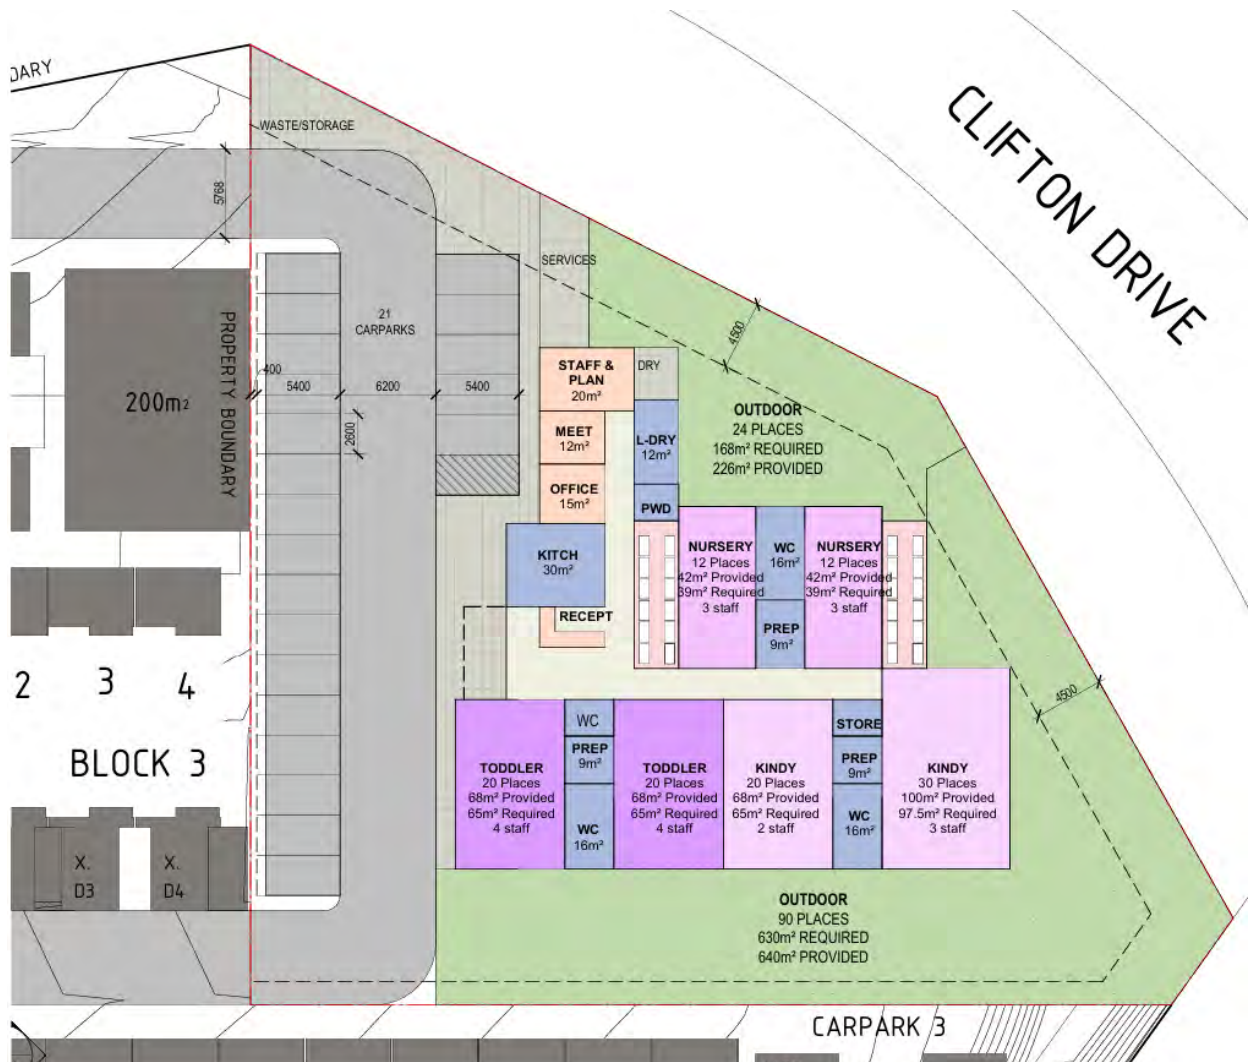 DARY
WASTE/STORAGE
CLIFTON DRIVE
5768
SERVICES
21
CARPARKS
PROPERTY BOUNDARY
4500
200m²
400
5400
6200
5400
2600
STAFF &
PLAN
20m²
DRY
MEET
12m²
L-DRY
12m²
OFFICE
15m²
PWD
OUTDOOR
24 PLACES
168m² REQUIRED
226m² PROVIDED
KITCH
30m²
RECEPT
NURSERY
12 Places
42m² Provided
39m² Required
3 staff
WC
16m²
PREP
9m²
NURSERY
12 Places
42m² Provided
39m² Required
3 staff
4500
2
3
4
BLOCK 3
X.
D3
X.
D4
TODDLER
20 Places
68m² Provided
65m² Required
4 staff
WC
PREP
9m²
WC
16m²
TODDLER
20 Places
68m² Provided
65m² Required
4 staff
KINDY
20 Places
68m² Provided
65m² Required
2 staff
STORE
PREP
9m²
WC
16m²
KINDY
30 Places
100m² Provided
97.5m² Required
3 staff
OUTDOOR
90 PLACES
630m² REQUIRED
640m² PROVIDED
CARPARK 3